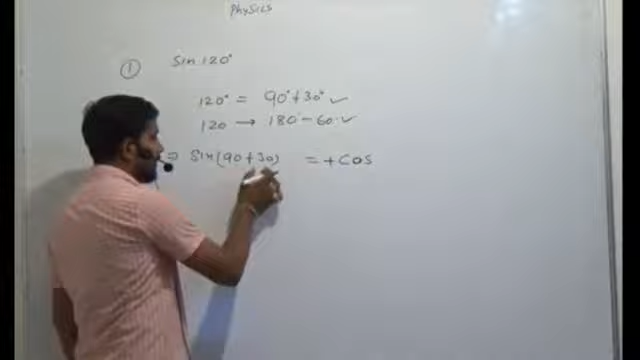 Physics
① Sin 120°
120° = 90° + 30° ✓
120 → 180° - 60° ✓
⇒ Sin(90 + 30) = + Cos